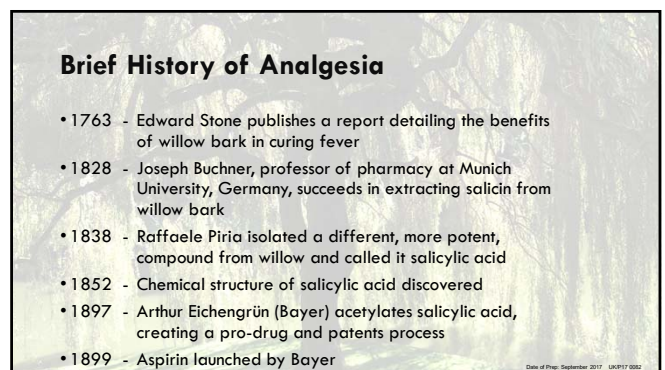 Brief History of Analgesia
• 1763 - Edward Stone publishes a report detailing the benefits
of willow bark in curing fever
• 1828 - Joseph Buchner, professor of pharmacy at Munich
University, Germany, succeeds in extracting salicin from
willow bark
• 1838 - Raffaele Piria isolated a different, more potent,
compound from willow and called it salicylic acid
• 1852 - Chemical structure of salicylic acid discovered
• 1897 - Arthur Eichengrün (Bayer) acetylates salicylic acid,
creating a pro-drug and patents process
• 1899 - Aspirin launched by Bayer
Date of Prep: September 2017 UK/P17 0082